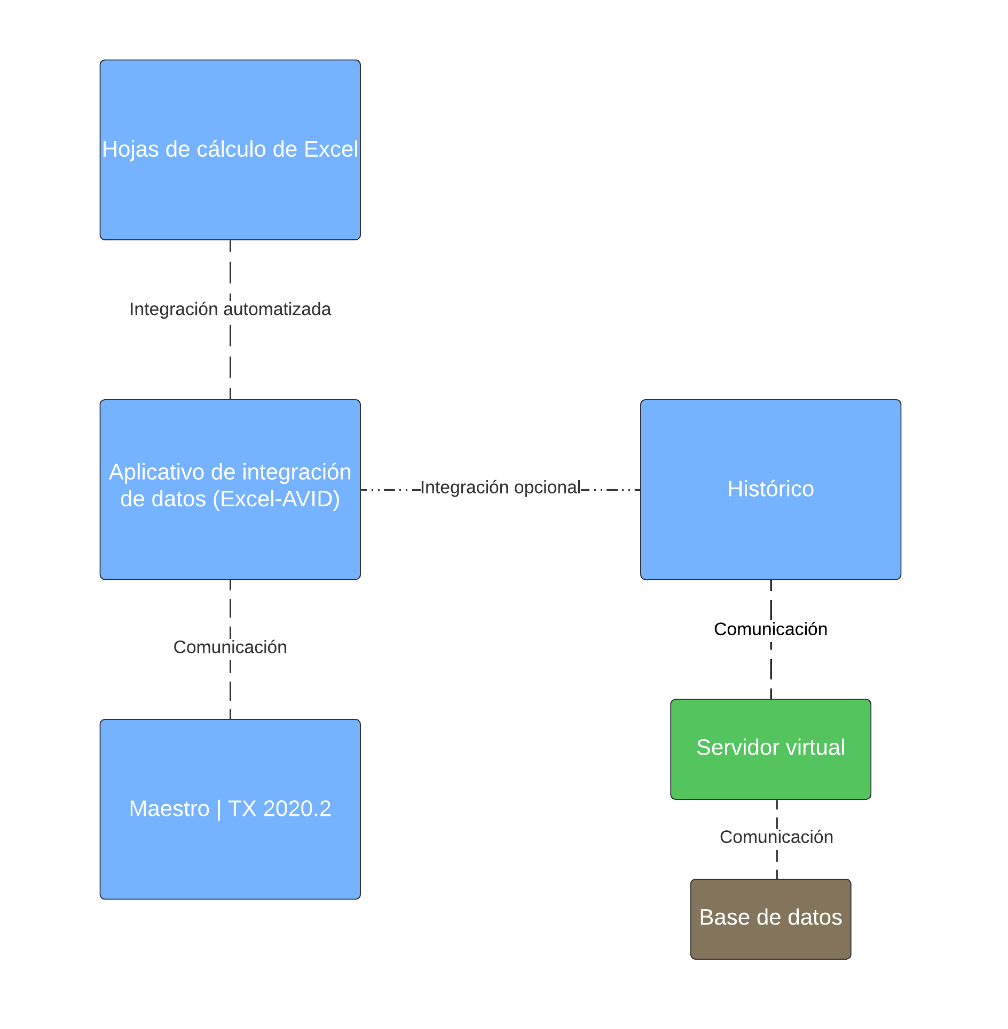 Hojas de cálculo de Excel
Integración automatizada
Aplicativo de integración
de datos (Excel-AVID)
Integración opcional
Histórico
Comunicación
Comunicación
Maestro | TX 2020.2
Servidor virtual
Comunicación
Base de datos